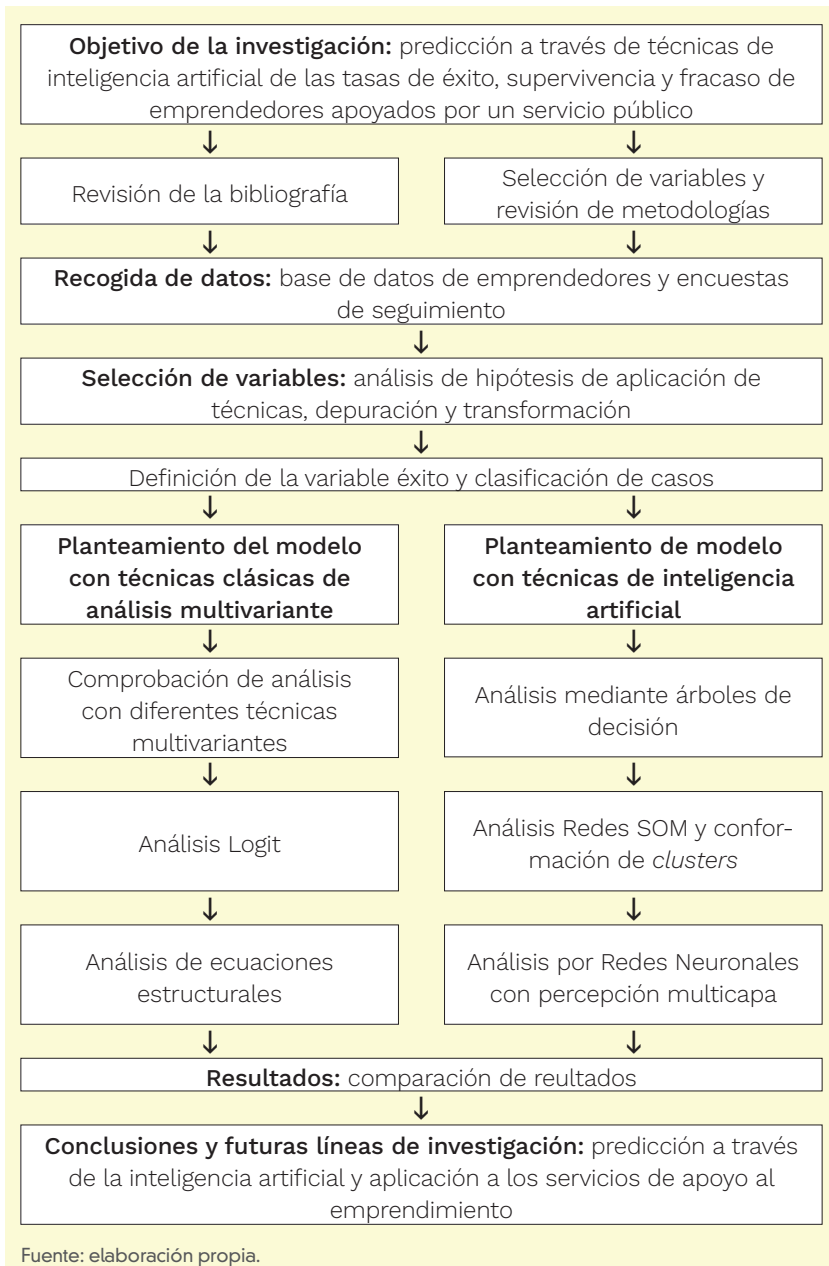 Objetivo de la investigación: predicción a través de técnicas de
inteligencia artificial de las tasas de éxito, supervivencia y fracaso de
emprendedores apoyados por un servicio público
Revisión de la bibliografía
Selección de variables y
revisión de metodologías
Recogida de datos: base de datos de emprendedores y encuestas
de seguimiento
Selección de variables: análisis de hipótesis de aplicación de
técnicas, depuración y transformación
Definición de la variable éxito y clasificación de casos
Planteamiento del modelo
con técnicas clásicas de
análisis multivariante
Planteamiento de modelo
con técnicas de inteligencia
artificial
Comprobación de análisis
con diferentes técnicas
multivariantes
Análisis mediante árboles de
decisión
Análisis Logit
Análisis Redes SOM y confor-
mación de clusters
Análisis de ecuaciones
estructurales
Análisis por Redes Neuronales
con percepción multicapa
Resultados: comparación de reultados
Conclusiones y futuras líneas de investigación: predicción a través
de la inteligencia artificial y aplicación a los servicios de apoyo al
emprendimiento
Fuente: elaboración propia.